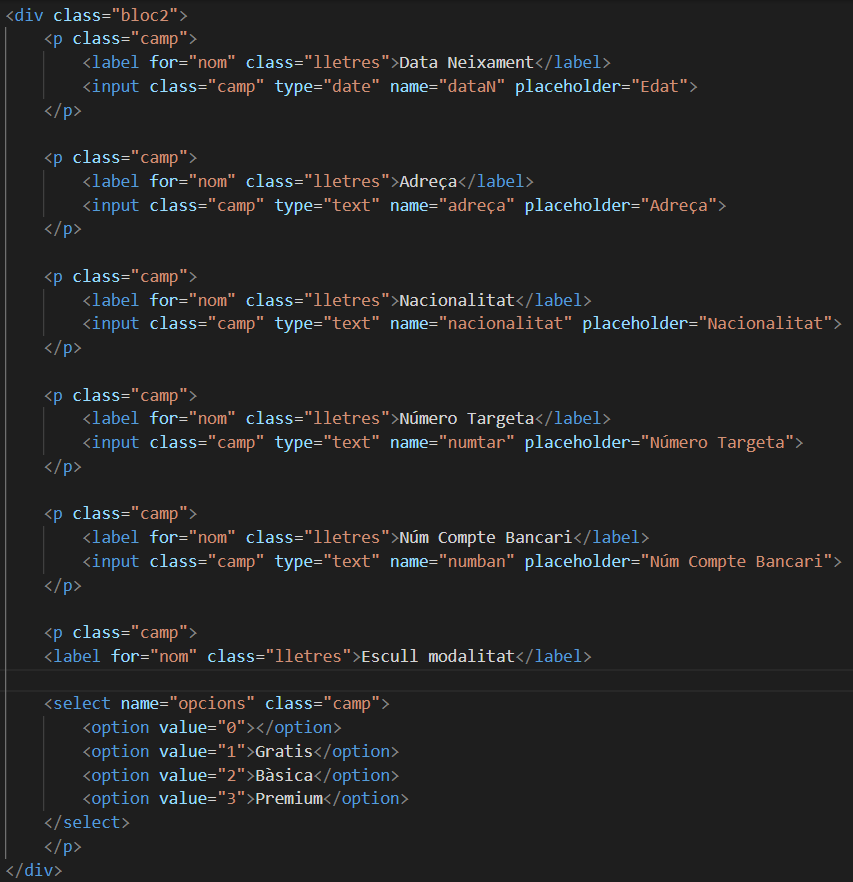 <div class="bloc2">
    <p class="camp">
        <label for="nom" class="lletres">Data Neixament</label>
        <input class="camp" type="date" name="dataN" placeholder="Edat">
    </p>

    <p class="camp">
        <label for="nom" class="lletres">Adreça</label>
        <input class="camp" type="text" name="adreça" placeholder="Adreça">
    </p>

    <p class="camp">
        <label for="nom" class="lletres">Nacionalitat</label>
        <input class="camp" type="text" name="nacionalitat" placeholder="Nacionalitat">
    </p>

    <p class="camp">
        <label for="nom" class="lletres">Número Targeta</label>
        <input class="camp" type="text" name="numtar" placeholder="Número Targeta">
    </p>

    <p class="camp">
        <label for="nom" class="lletres">Núm Compte Bancari</label>
        <input class="camp" type="text" name="numban" placeholder="Núm Compte Bancari">
    </p>

    <p class="camp">
    <label for="nom" class="lletres">Escull modalitat</label>

    <select name="opcions" class="camp">
        <option value="0"></option>
        <option value="1">Gratis</option>
        <option value="2">Bàsica</option>
        <option value="3">Premium</option>
    </select>
    </p>
</div>